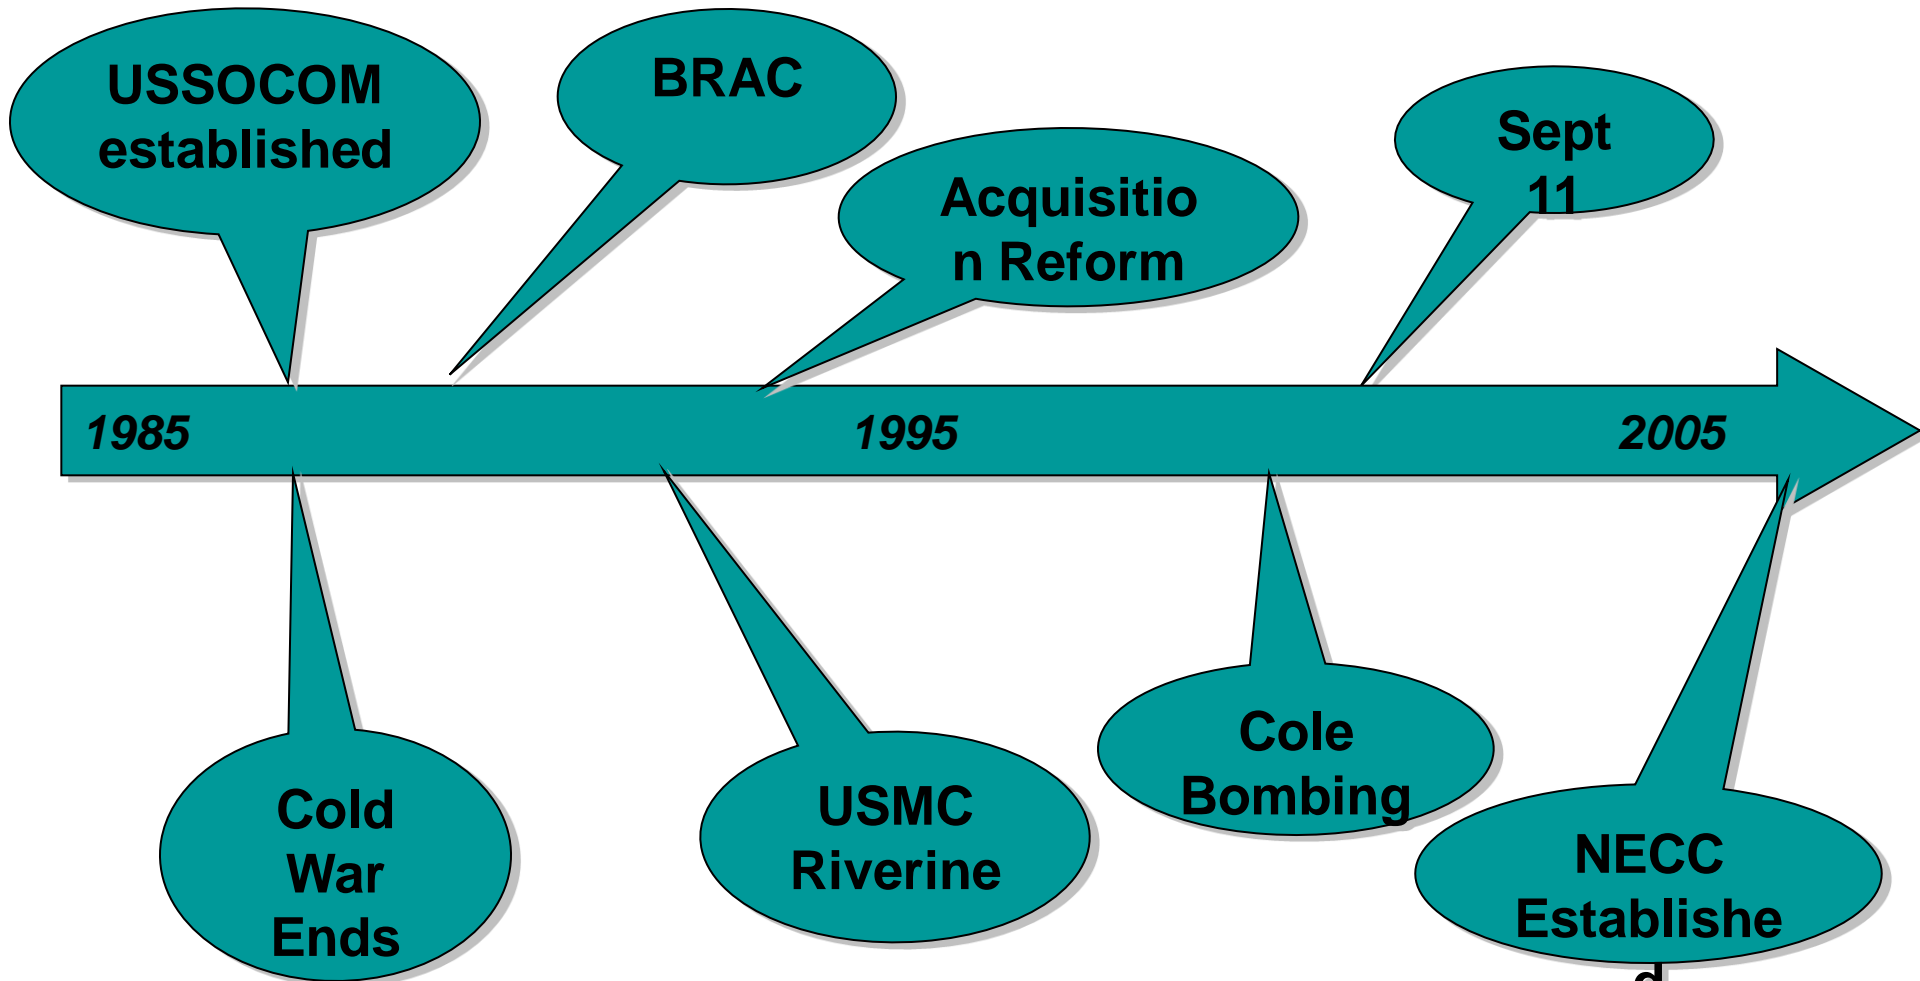 USSOCOM
established
BRAC
Acquisitio
n Reform
Sept
11
1985
1995
2005
Cold
War
Ends
USMC
Riverine
Cole
Bombing
NECC
Establishe
d